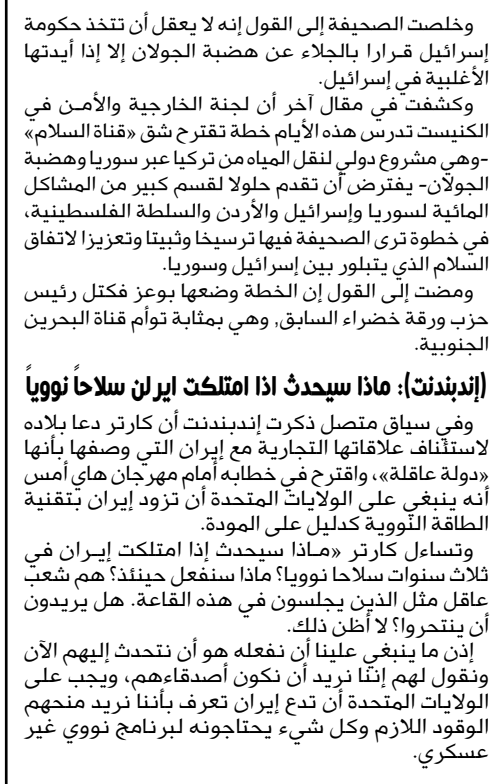 وخلصت الصحيفة إلى القول إنه لا يعقل أن تتخذ حكومة
إسرائيل قرارا بالجلاء عن هضبة الجولان إلا إذا أيدتها
الأغلبية في إسرائيل.
وكشفت في مقال آخر أن لجنة الخارجية والأمن في
الكنيست تدرس هذه الأيام خطة تقترح شق «قناة السلام»
-وهي مشروع دولي لنقل المياه من تركيا عبر سوريا وهضبة
الجولان- يفترض أن تقدم حلولا لقسم كبير من المشاكل
المائية لسوريا وإسرائيل والأردن والسلطة الفلسطينية،
في خطوة ترى الصحيفة فيها ترسيخا وثبيتا وتعزيزا لاتفاق
السلام الذي يتبلور بين إسرائيل وسوريا.
ومضت إلى القول إن الخطة وضعها بوعز فكتل رئيس
حزب ورقة خضراء السابق, وهي بمثابة توأم قناة البحرين
الجنوبية.
(إندبندنت): ماذا سيحدث اذا امتلكت اير لن سلاحاً نووياً
وفي سياق متصل ذكرت إندبندنت أن كارتر دعا بلاده
لاستئناف علاقاتها التجارية مع إيران التي وصفها بأنها
«دولة عاقلة»، واقترح في خطابه أمام مهرجان هاي أمس
أنه ينبغي على الولايات المتحدة أن تزود إيران بتقنية
الطاقة النووية كدليل على المودة.
وتساءل كارتر «ماذا سيحدث إذا امتلكت إيران في
ثلاث سنوات سلاحا نوويا؟ ماذا سنفعل حينئذ؟ هم شعب
عاقل مثل الذين يجلسون في هذه القاعة. هل يريدون
أن ينتحروا؟ لا أظن ذلك.
إذن ما ينبغي علينا أن نفعله هو أن نتحدث إليهم الآن
ونقول لهم إننا نريد أن نكون أصدقاءهم، ويجب على
الولايات المتحدة أن تدع إيران تعرف بأننا نريد منحهم
الوقود اللازم وكل شيء يحتاجونه لبرنامج نووي غير
عسكري.